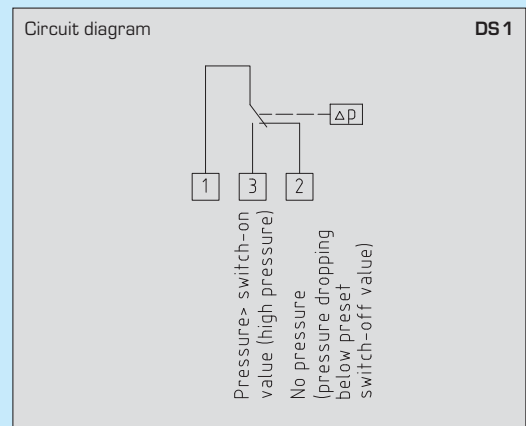 Circuit diagram
DS 1
Δp
1
3
2
Pressure> switch-on
value (high pressure)
No pressure
(pressure dropping
below preset
switch-off value)